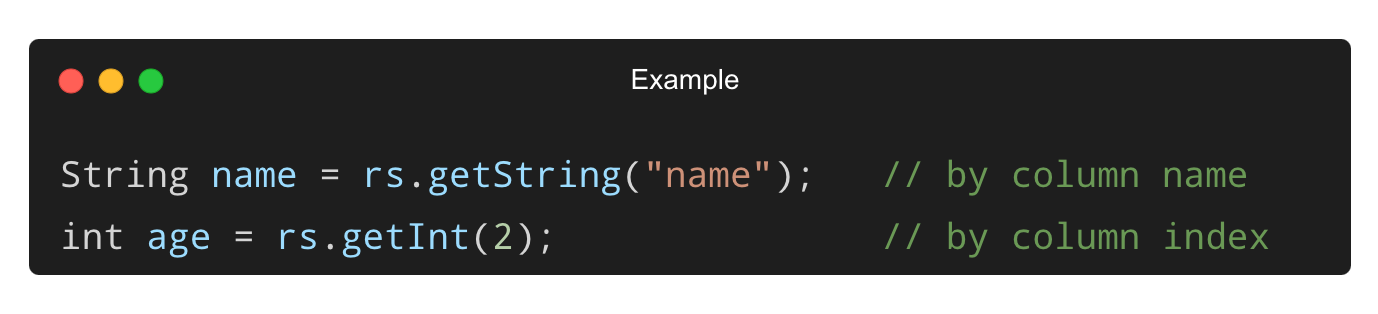 Example
String name = rs.getString("name");   // by column name
int age = rs.getInt(2);               // by column index